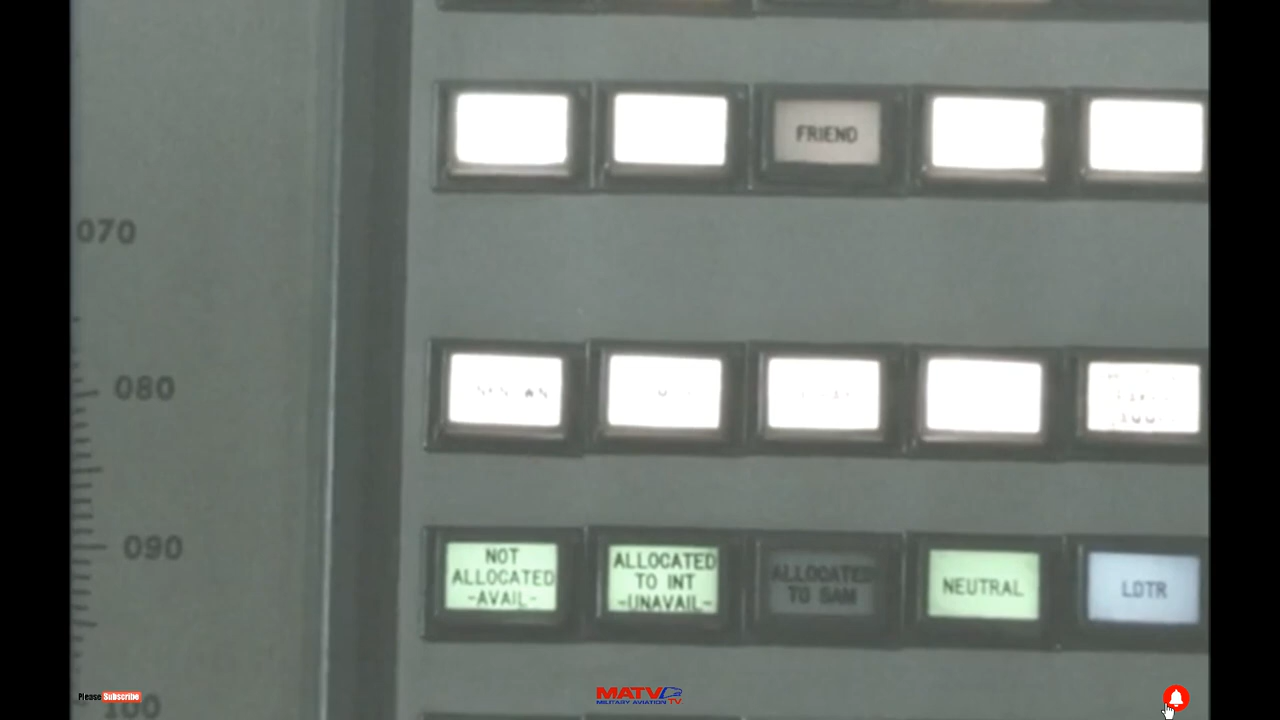 FRIEND
070
080
090
NOT
ALLOCATED
-AVAIL-
ALLOCATED
TO INT
-UNAVAIL-
ALLOCATED
TO SAM
NEUTRAL
LDTR
100
Please Subscribe
MATV
MILITARY AVIATION TV.